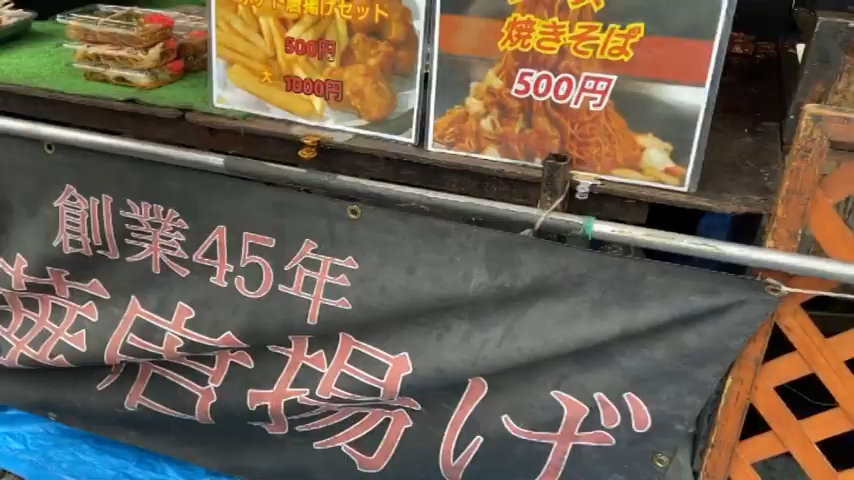 唐揚げセット
500円
大 1000円
焼きそば
500円
創業45年
唐揚げ